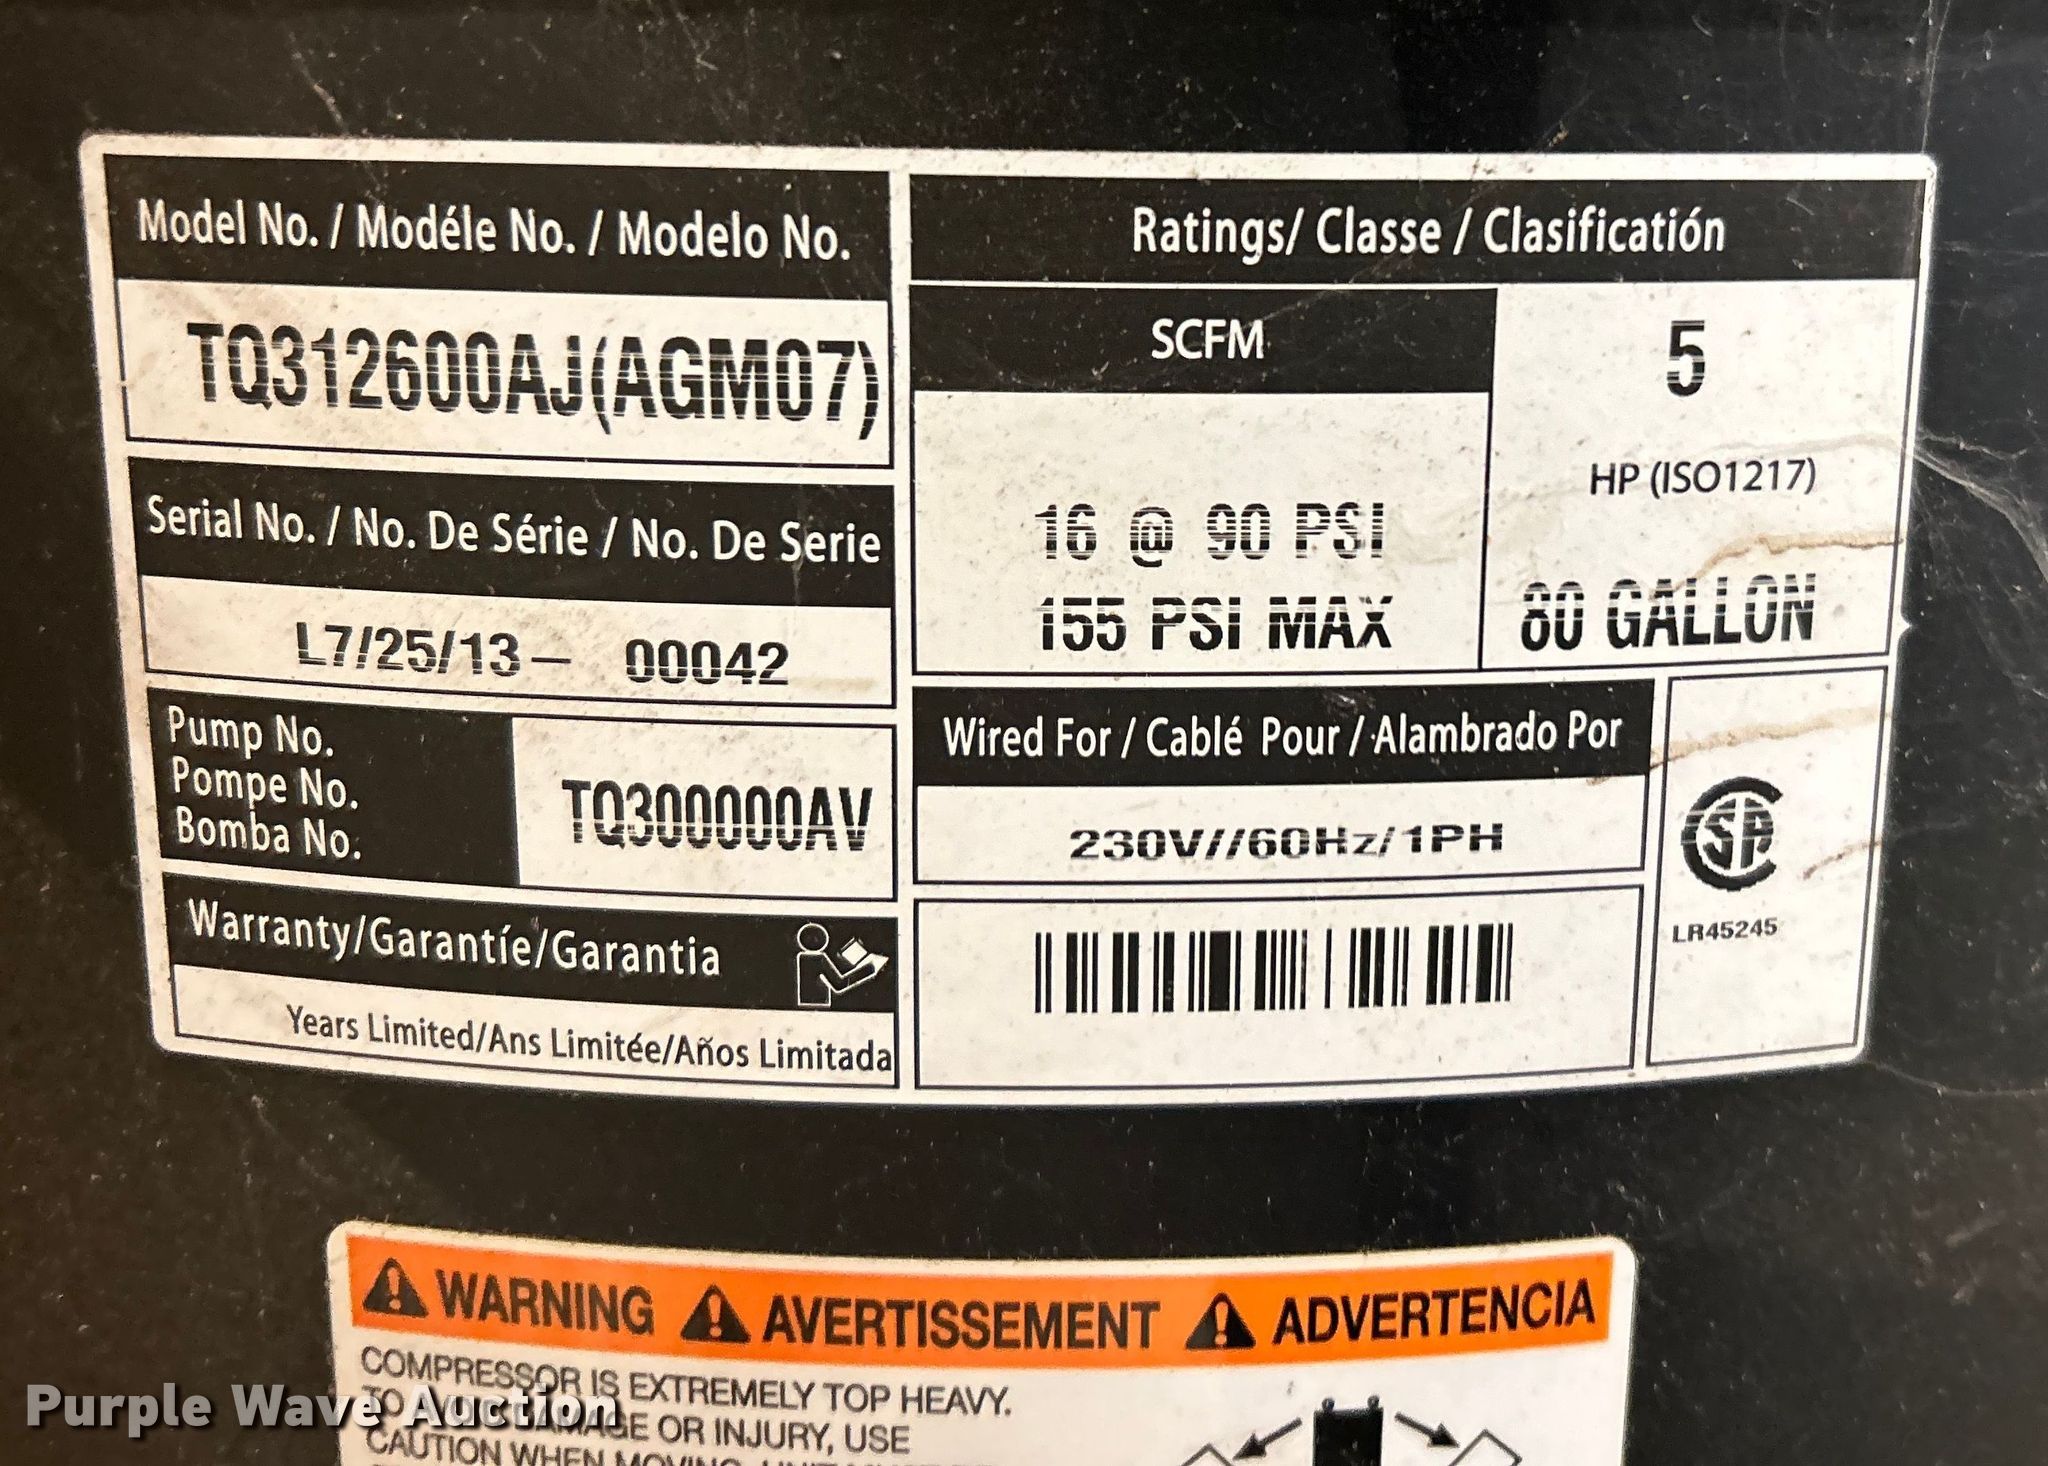 Model No. / Modéle No. / Modelo No.
TQ312600AJ(AGM07)
Serial No. / No. De Série / No. De Serie
L7/25/13 - 00042
Pump No.
Pompe No.
Bomba No.
TQ300000AV
Warranty/Garantíe/Garantia
Years Limited/Ans Limitée/Años Limitada
Ratings/ Classe / Clasificatión
SCFM
16 @ 90 PSI
155 PSI MAX
5
HP (ISO1217)
80 GALLON
Wired For / Cablé Pour / Alambrado Por
230V//60Hz/1PH
LR45245
WARNING AVERTISSEMENT ADVERTENCIA
COMPRESSOR IS EXTREMELY TOP HEAVY.
TO AVOID DAMAGE OR INJURY, USE
CAUTION WHEN MOVING.
Purple Wave Auction